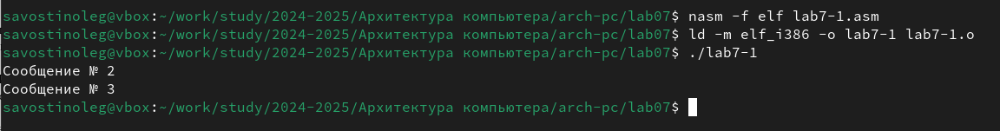 savostinoleg@vbox:~/work/study/2024-2025/Архитектура компьютера/arch-pc/lab07$ nasm -f elf lab7-1.asm
savostinoleg@vbox:~/work/study/2024-2025/Архитектура компьютера/arch-pc/lab07$ ld -m elf_i386 -o lab7-1 lab7-1.o
savostinoleg@vbox:~/work/study/2024-2025/Архитектура компьютера/arch-pc/lab07$ ./lab7-1
Сообщение № 2
Сообщение № 3
savostinoleg@vbox:~/work/study/2024-2025/Архитектура компьютера/arch-pc/lab07$